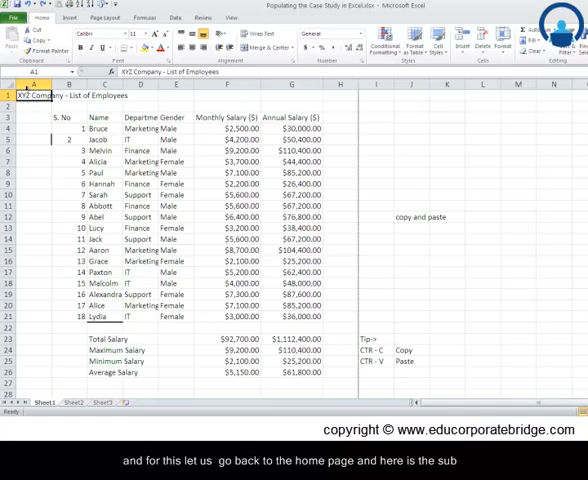 Populating the Case Study in Excel.xlsx - Microsoft Excel
File Home Insert Page Layout Formulas Data Review View
Cut
Copy
Format Painter
Paste
Clipboard
Calibri 11
B I U
Font
Wrap Text
Merge & Center
Alignment
General
$ % ,
Number
Conditional Formatting
Format as Table
Cell Styles
Styles
Insert Delete Format
Cells
AutoSum
Fill
Clear
A1 fx XYZ Company - List of Employees
A B C D E F G H I J K L M N
1 XYZ Company - List of Employees
2
3 S. No Name Departme Gender Monthly Salary ($) Annual Salary ($)
4 1 Bruce Marketing Male $2,500.00 $30,000.00
5 2 Jacob IT Male $4,200.00 $50,400.00
6 3 Melvin Finance Male $9,200.00 $110,400.00
7 4 Alicia Marketing Female $3,700.00 $44,400.00
8 5 Paul Marketing Male $7,100.00 $85,200.00
9 6 Hannah Finance Female $2,200.00 $26,400.00
10 7 Sarah Support Female $5,600.00 $67,200.00
11 8 Abbott Support Female $5,600.00 $67,200.00
12 9 Abel Support Male $6,400.00 $76,800.00 copy and paste
13 10 Lucy Finance Female $3,200.00 $38,400.00
14 11 Jack Support Male $5,600.00 $67,200.00
15 12 Aaron Marketing Male $8,700.00 $104,400.00
16 13 Grace Marketing Female $2,100.00 $25,200.00
17 14 Paxton IT Male $5,200.00 $62,400.00
18 15 Malcolm IT Male $4,000.00 $48,000.00
19 16 Alexandra Support Female $7,300.00 $87,600.00
20 17 Alice Marketing Female $7,100.00 $85,200.00
21 18 Lydia IT Female $3,000.00 $36,000.00
22
23 Total Salary $92,700.00 $1,112,400.00 Tip->
24 Maximum Salary $9,200.00 $110,400.00 CTR - C Copy
25 Minimum Salary $2,100.00 $25,200.00 CTR - V Paste
26 Average Salary $5,150.00 $61,800.00
27
28
Sheet1 Sheet2 Sheet3
Ready
copyright © www.educorporatebridge.com
and for this let us go back to the home page and here is the sub